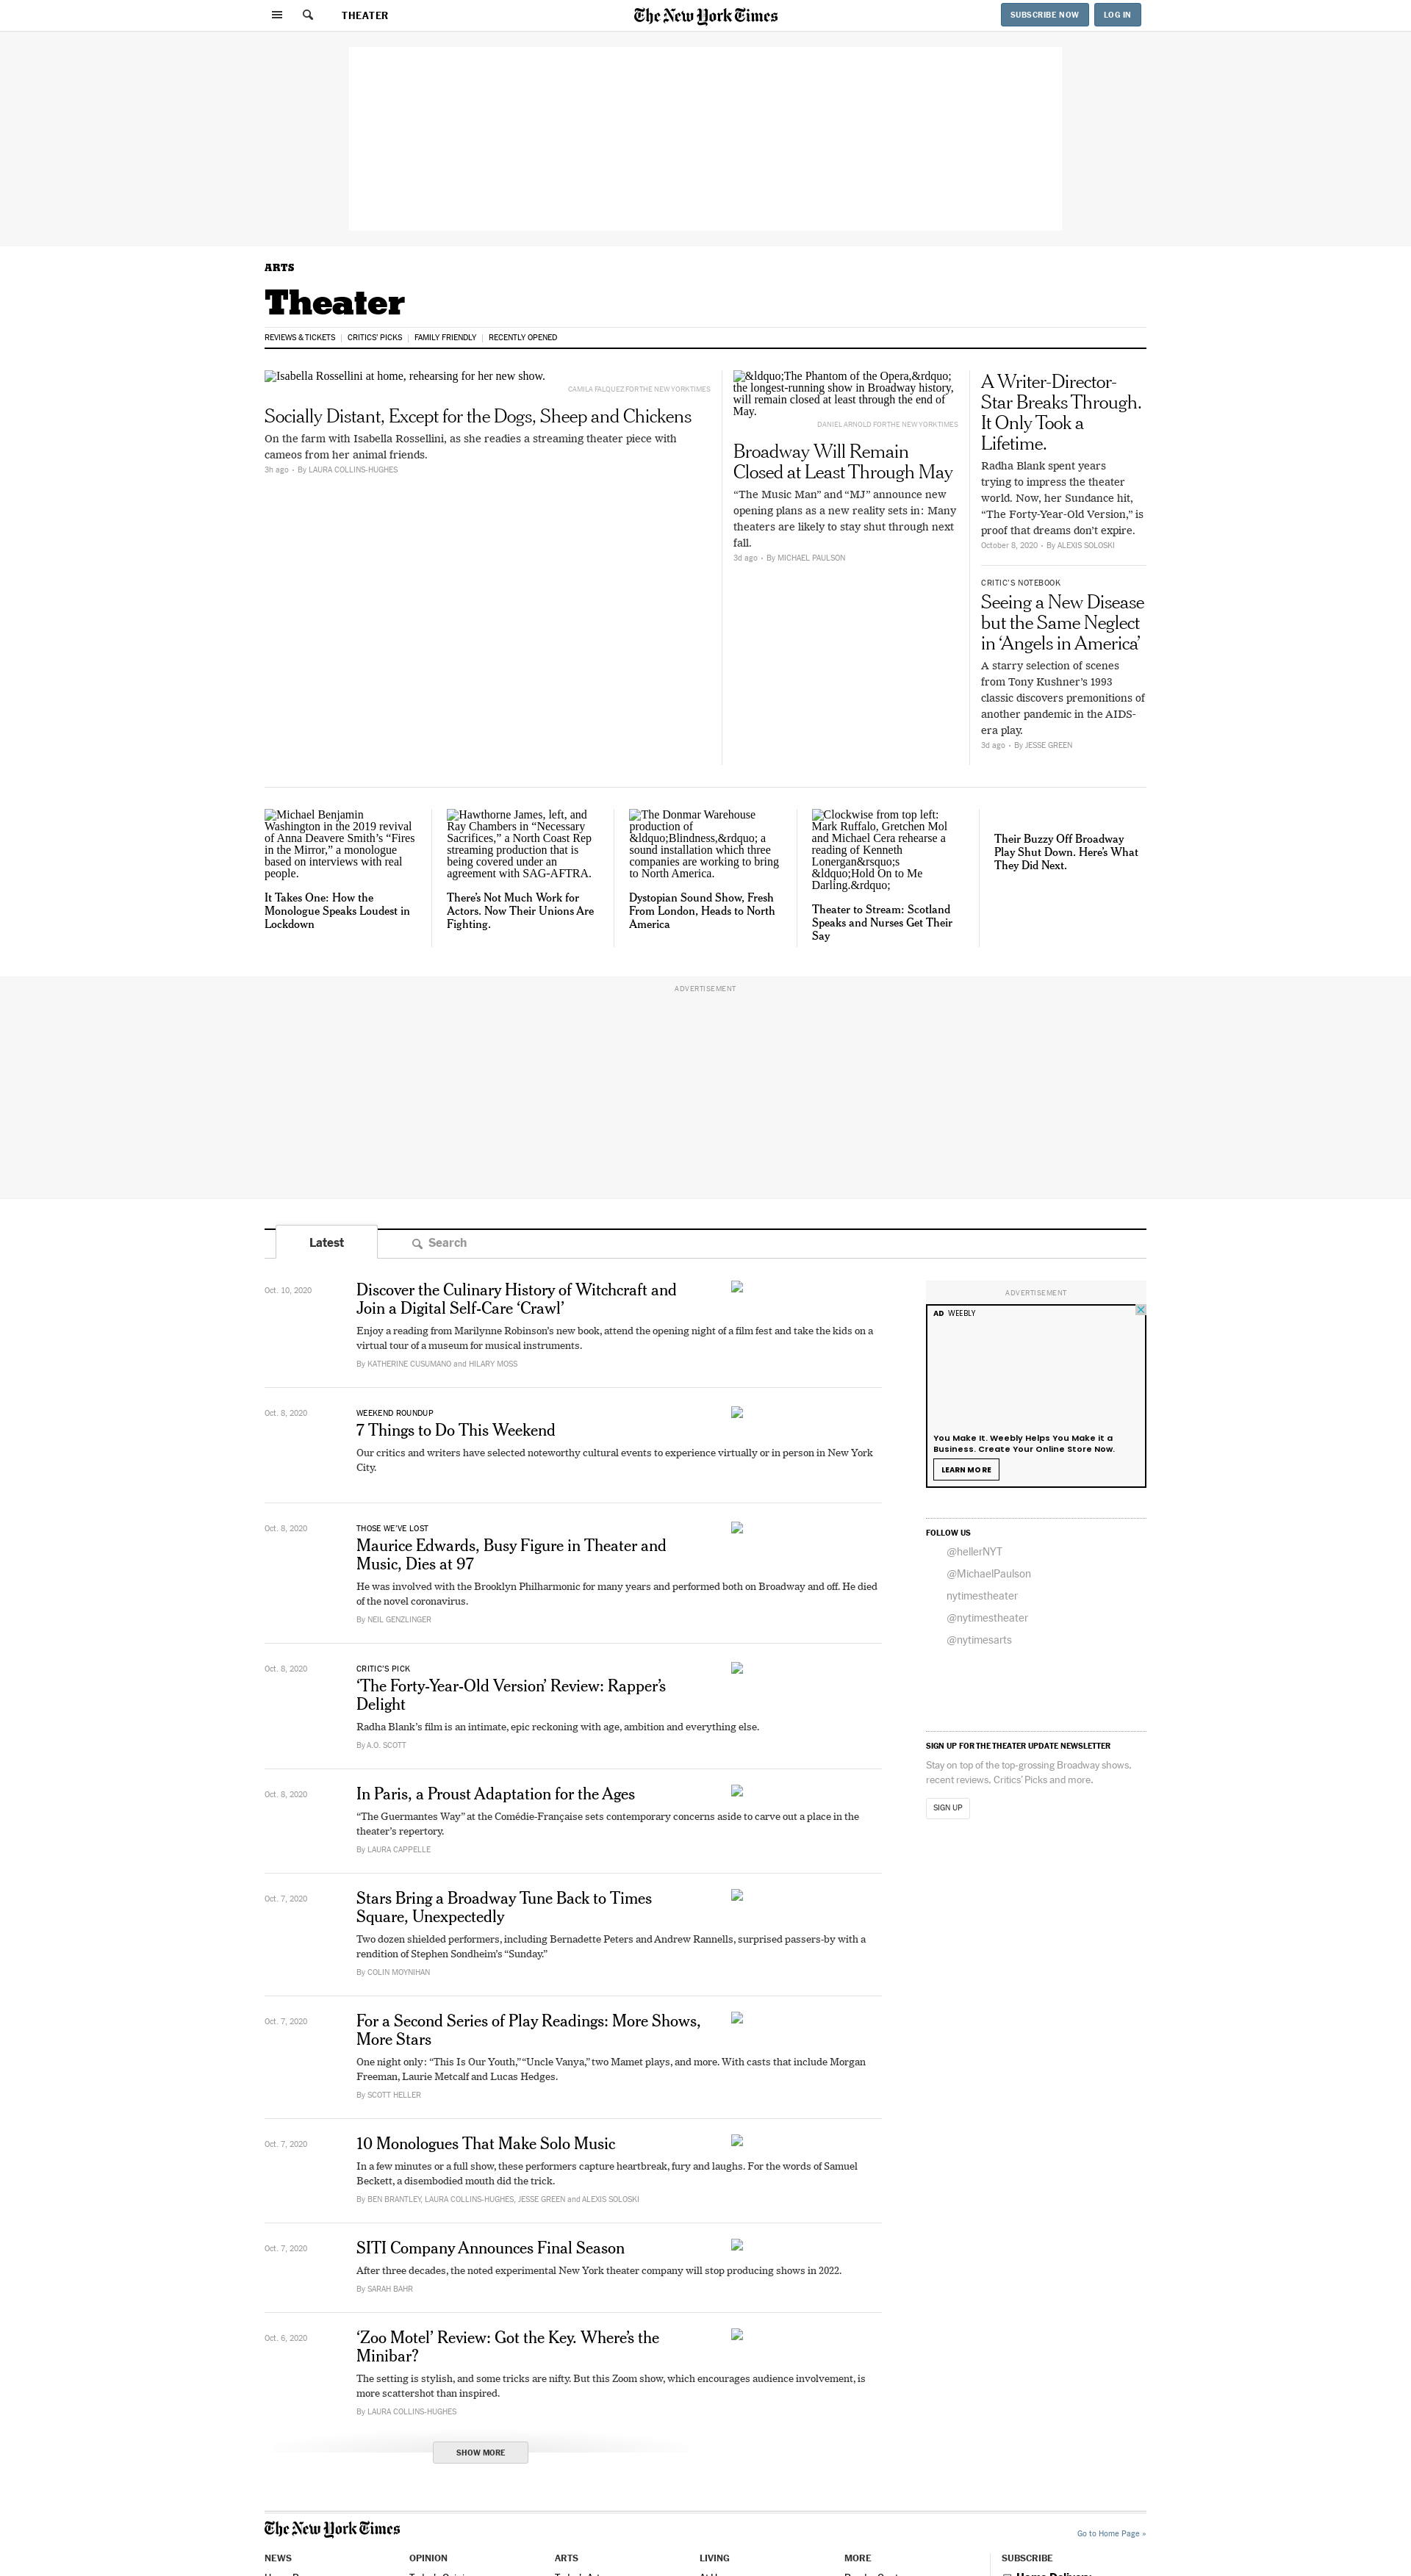 THEATER
The New York Times
SUBSCRIBE NOW
LOG IN
ARTS
Theater
REVIEWS & TICKETS
CRITICS' PICKS
FAMILY FRIENDLY
RECENTLY OPENED
Isabella Rossellini at home, rehearsing for her new show.
CAMILA FALQUEZ FOR THE NEW YORK TIMES
Socially Distant, Except for the Dogs, Sheep and Chickens
On the farm with Isabella Rossellini, as she readies a streaming theater piece with
cameos from her animal friends.
3h ago • By LAURA COLLINS-HUGHES
&ldquo;The Phantom of the Opera,&rdquo;
the longest-running show in Broadway history,
will remain closed at least through the end of
May.
DANIEL ARNOLD FOR THE NEW YORK TIMES
Broadway Will Remain
Closed at Least Through May
“The Music Man” and “MJ” announce new
opening plans as a new reality sets in: Many
theaters are likely to stay shut through next
fall.
3d ago • By MICHAEL PAULSON
A Writer-Director-
Star Breaks Through.
It Only Took a
Lifetime.
Radha Blank spent years
trying to impress the theater
world. Now, her Sundance hit,
“The Forty-Year-Old Version,” is
proof that dreams don’t expire.
October 8, 2020 • By ALEXIS SOLOSKI
CRITIC’S NOTEBOOK
Seeing a New Disease
but the Same Neglect
in ‘Angels in America’
A starry selection of scenes
from Tony Kushner’s 1993
classic discovers premonitions of
another pandemic in the AIDS-
era play.
3d ago • By JESSE GREEN
Michael Benjamin
Washington in the 2019 revival
of Anna Deavere Smith’s “Fires
in the Mirror,” a monologue
based on interviews with real
people.
It Takes One: How the
Monologue Speaks Loudest in
Lockdown
Hawthorne James, left, and
Ray Chambers in “Necessary
Sacrifices,” a North Coast Rep
streaming production that is
being covered under an
agreement with SAG-AFTRA.
There’s Not Much Work for
Actors. Now Their Unions Are
Fighting.
The Donmar Warehouse
production of
&ldquo;Blindness,&rdquo; a
sound installation which three
companies are working to bring
to North America.
Dystopian Sound Show, Fresh
From London, Heads to North
America
Clockwise from top left:
Mark Ruffalo, Gretchen Mol
and Michael Cera rehearse a
reading of Kenneth
Lonergan&rsquo;s
&ldquo;Hold On to Me
Darling.&rdquo;
Theater to Stream: Scotland
Speaks and Nurses Get Their
Say
Their Buzzy Off Broadway
Play Shut Down. Here’s What
They Did Next.
ADVERTISEMENT
Latest
Search
Oct. 10, 2020
Discover the Culinary History of Witchcraft and
Join a Digital Self-Care ‘Crawl’
Enjoy a reading from Marilynne Robinson’s new book, attend the opening night of a film fest and take the kids on a
virtual tour of a museum for musical instruments.
By KATHERINE CUSUMANO and HILARY MOSS
Oct. 8, 2020
WEEKEND ROUNDUP
7 Things to Do This Weekend
Our critics and writers have selected noteworthy cultural events to experience virtually or in person in New York
City.
Oct. 8, 2020
THOSE WE’VE LOST
Maurice Edwards, Busy Figure in Theater and
Music, Dies at 97
He was involved with the Brooklyn Philharmonic for many years and performed both on Broadway and off. He died
of the novel coronavirus.
By NEIL GENZLINGER
Oct. 8, 2020
CRITIC’S PICK
‘The Forty-Year-Old Version’ Review: Rapper’s
Delight
Radha Blank’s film is an intimate, epic reckoning with age, ambition and everything else.
By A.O. SCOTT
Oct. 8, 2020
In Paris, a Proust Adaptation for the Ages
“The Guermantes Way” at the Comédie-Française sets contemporary concerns aside to carve out a place in the
theater’s repertory.
By LAURA CAPPELLE
Oct. 7, 2020
Stars Bring a Broadway Tune Back to Times
Square, Unexpectedly
Two dozen shielded performers, including Bernadette Peters and Andrew Rannells, surprised passers-by with a
rendition of Stephen Sondheim’s “Sunday.”
By COLIN MOYNIHAN
Oct. 7, 2020
For a Second Series of Play Readings: More Shows,
More Stars
One night only: “This Is Our Youth,” “Uncle Vanya,” two Mamet plays, and more. With casts that include Morgan
Freeman, Laurie Metcalf and Lucas Hedges.
By SCOTT HELLER
Oct. 7, 2020
10 Monologues That Make Solo Music
In a few minutes or a full show, these performers capture heartbreak, fury and laughs. For the words of Samuel
Beckett, a disembodied mouth did the trick.
By BEN BRANTLEY, LAURA COLLINS-HUGHES, JESSE GREEN and ALEXIS SOLOSKI
Oct. 7, 2020
SITI Company Announces Final Season
After three decades, the noted experimental New York theater company will stop producing shows in 2022.
By SARAH BAHR
Oct. 6, 2020
‘Zoo Motel’ Review: Got the Key. Where’s the
Minibar?
The setting is stylish, and some tricks are nifty. But this Zoom show, which encourages audience involvement, is
more scattershot than inspired.
By LAURA COLLINS-HUGHES
SHOW MORE
ADVERTISEMENT
AD WEEBLY
You Make It. Weebly Helps You Make it a
Business. Create Your Online Store Now.
LEARN MORE
FOLLOW US
@hellerNYT
@MichaelPaulson
nytimestheater
@nytimestheater
@nytimesarts
SIGN UP FOR THE THEATER UPDATE NEWSLETTER
Stay on top of the top-grossing Broadway shows,
recent reviews, Critics’ Picks and more.
SIGN UP
The New York Times
Go to Home Page »
NEWS
OPINION
ARTS
LIVING
MORE
SUBSCRIBE